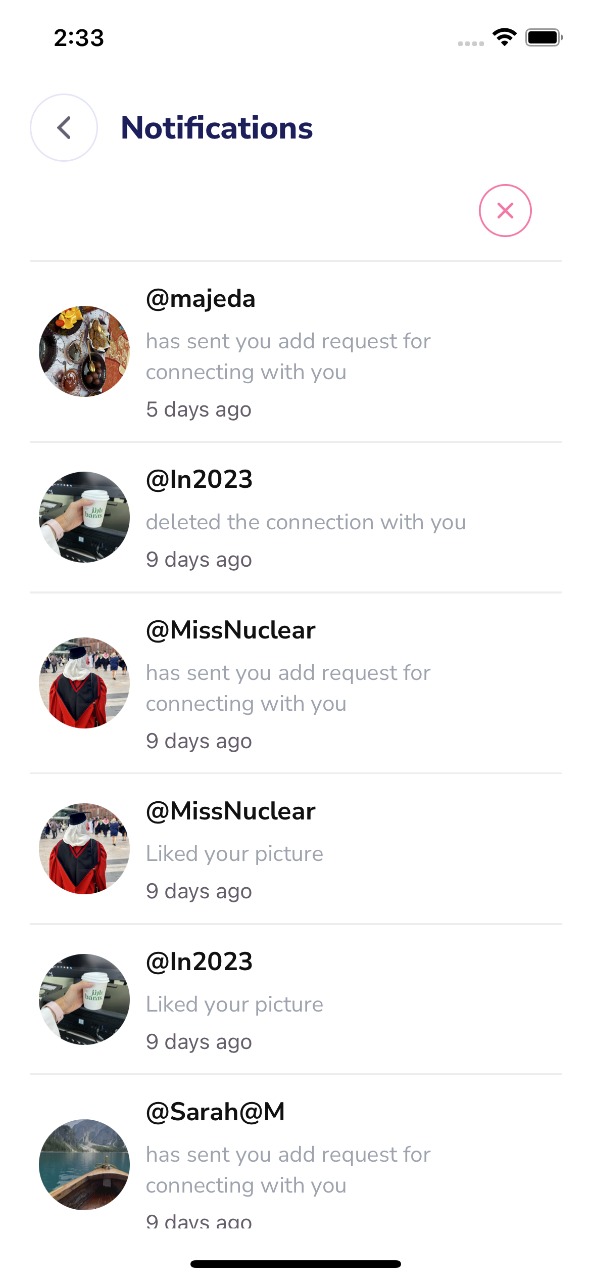 2:33
Notifications
@majeda
has sent you add request for
connecting with you
5 days ago
@In2023
deleted the connection with you
9 days ago
@MissNuclear
has sent you add request for
connecting with you
9 days ago
@MissNuclear
Liked your picture
9 days ago
@In2023
Liked your picture
9 days ago
@Sarah@M
has sent you add request for
connecting with you
9 days ago